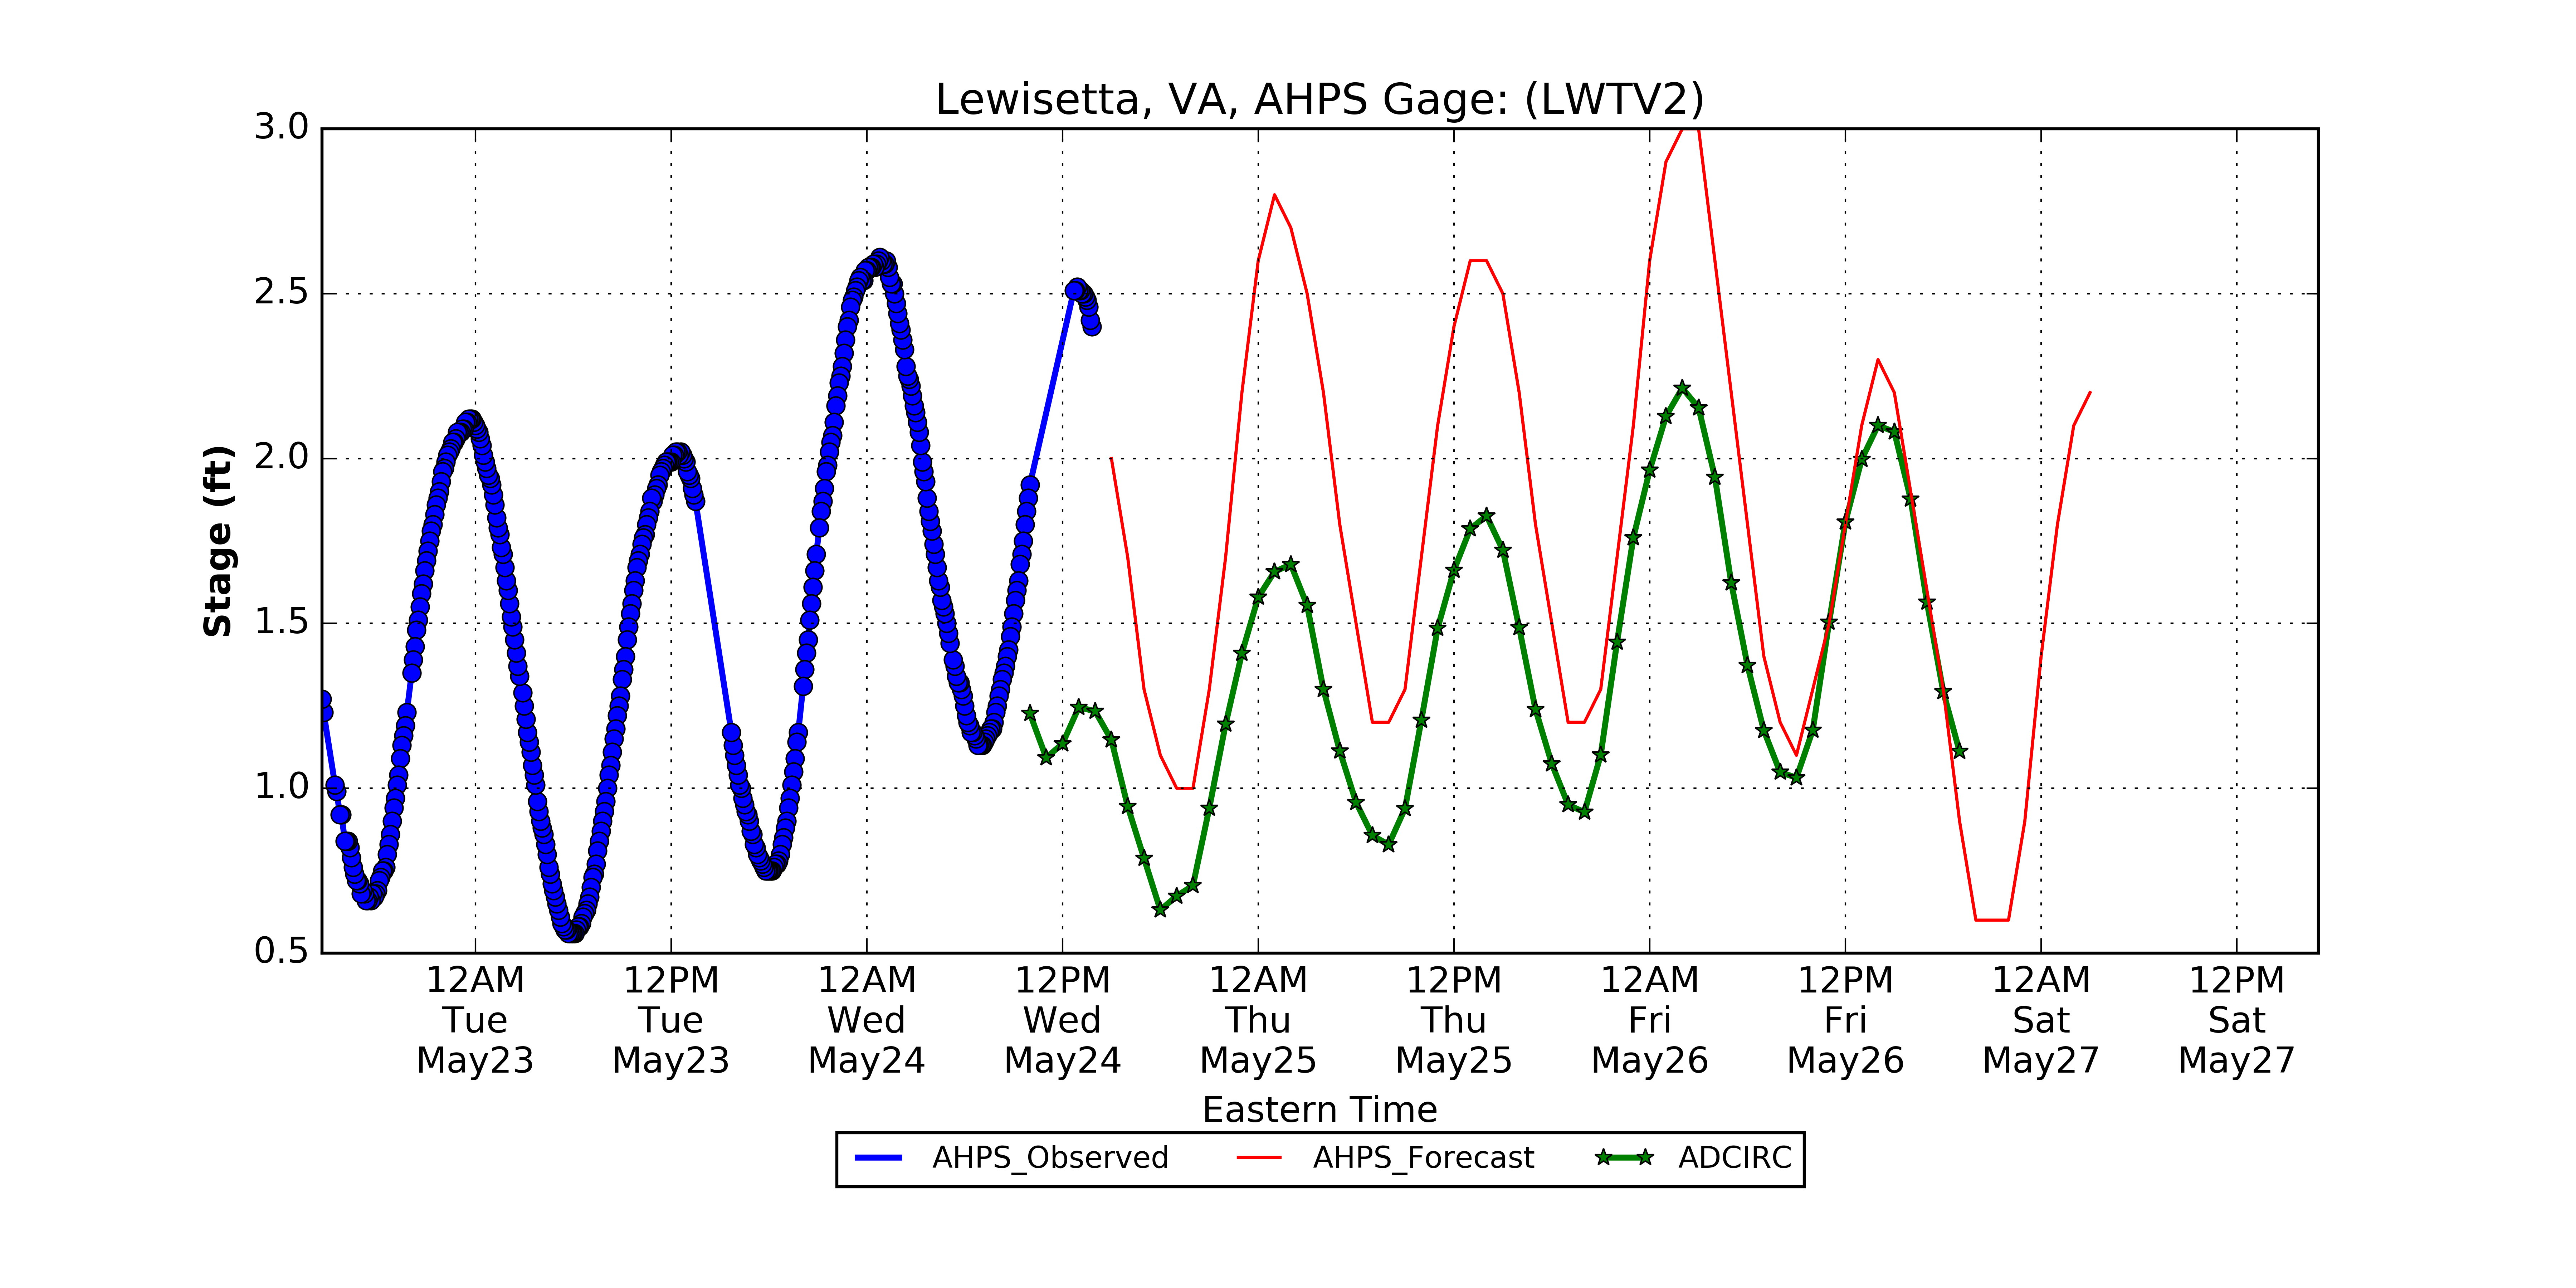 Lewisetta, VA, AHPS Gage: (LWTV2)
Stage (ft)
3.0
2.5
2.0
1.5
1.0
0.5
12AM 12PM 12AM 12PM 12AM 12PM 12AM 12PM 12AM 12PM
Tue Tue Wed Wed Thu Thu Fri Fri Sat Sat
May23 May23 May24 May24 May25 May25 May26 May26 May27 May27
Eastern Time
AHPS_Observed AHPS_Forecast ADCIRC